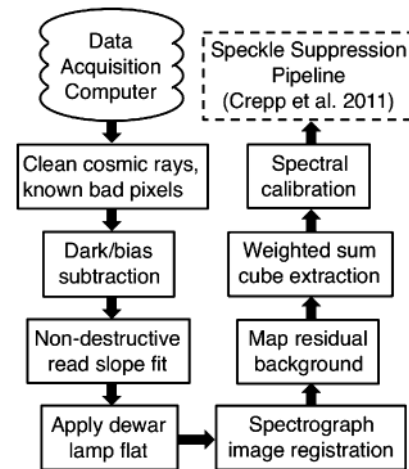 Data
Acquisition
Computer
Clean cosmic rays,
known bad pixels
Dark/bias
subtraction
Non-destructive
read slope fit
Apply dewar
lamp flat
Spectrograph
image registration
Map residual
background
Weighted sum
cube extraction
Spectral
calibration
Speckle Suppression
Pipeline
(Crepp et al. 2011)